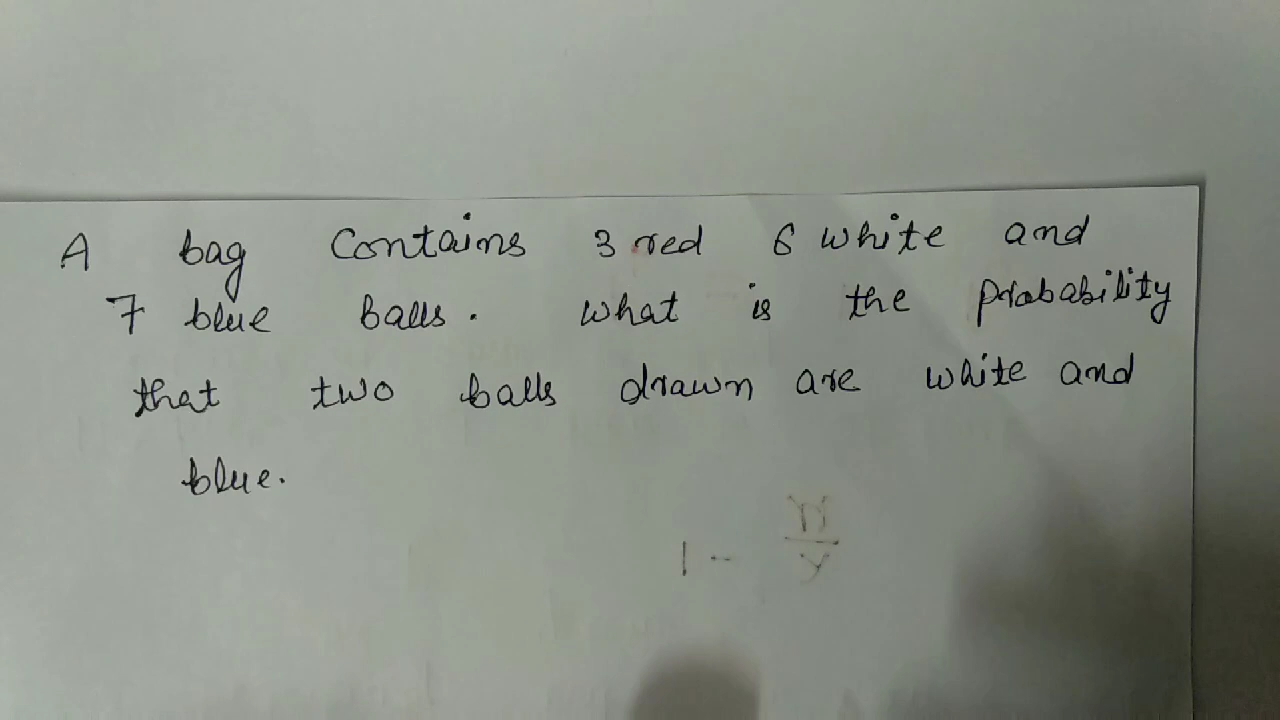 A bag contains 3 red 6 white and
7 blue balls. what is the probability
that two balls drawn are white and
blue.
1 -